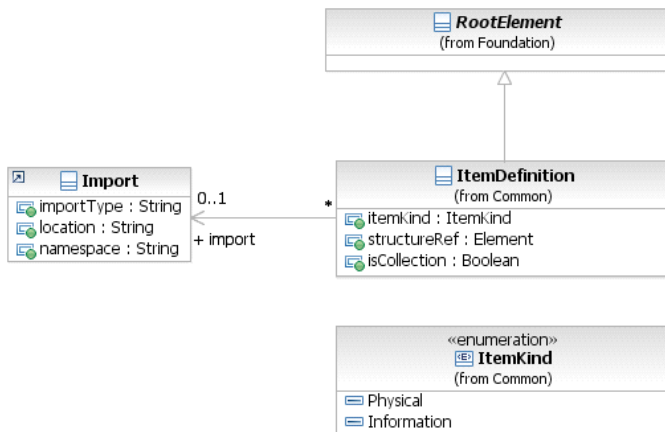 RootElement
(from Foundation)
Import
importType : String
location : String
namespace : String
0..1
+ import
*
ItemDefinition
(from Common)
itemKind : ItemKind
structureRef : Element
isCollection : Boolean
«enumeration»
ItemKind
(from Common)
Physical
Information